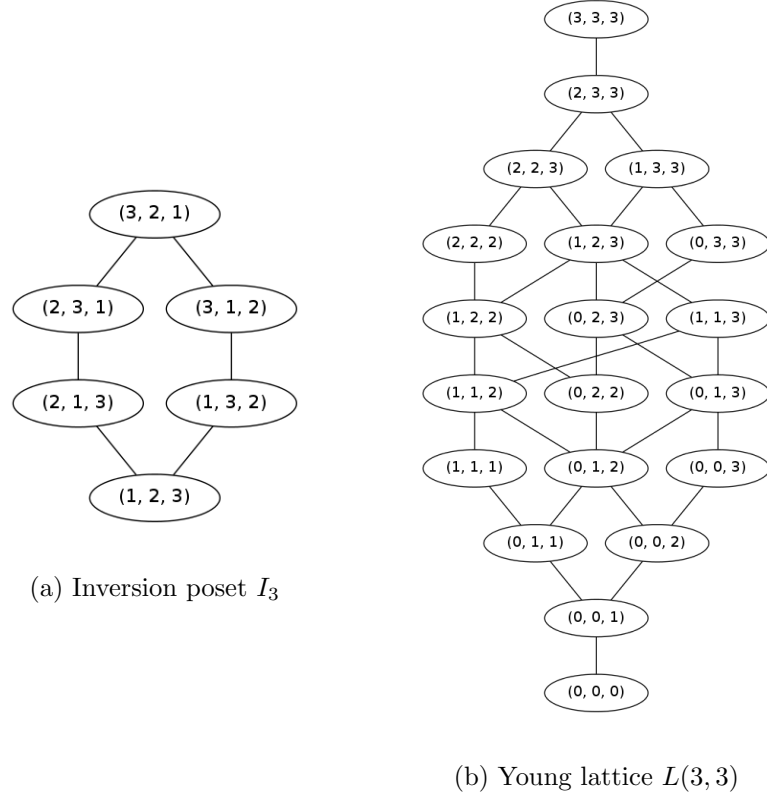 (3, 2, 1)
(2, 3, 1) (3, 1, 2)
(2, 1, 3) (1, 3, 2)
(1, 2, 3)
(a) Inversion poset I₃
(3, 3, 3)
(2, 3, 3)
(2, 2, 3) (1, 3, 3)
(2, 2, 2) (1, 2, 3) (0, 3, 3)
(1, 2, 2) (0, 2, 3) (1, 1, 3)
(1, 1, 2) (0, 2, 2) (0, 1, 3)
(1, 1, 1) (0, 1, 2) (0, 0, 3)
(0, 1, 1) (0, 0, 2)
(0, 0, 1)
(0, 0, 0)
(b) Young lattice L(3, 3)